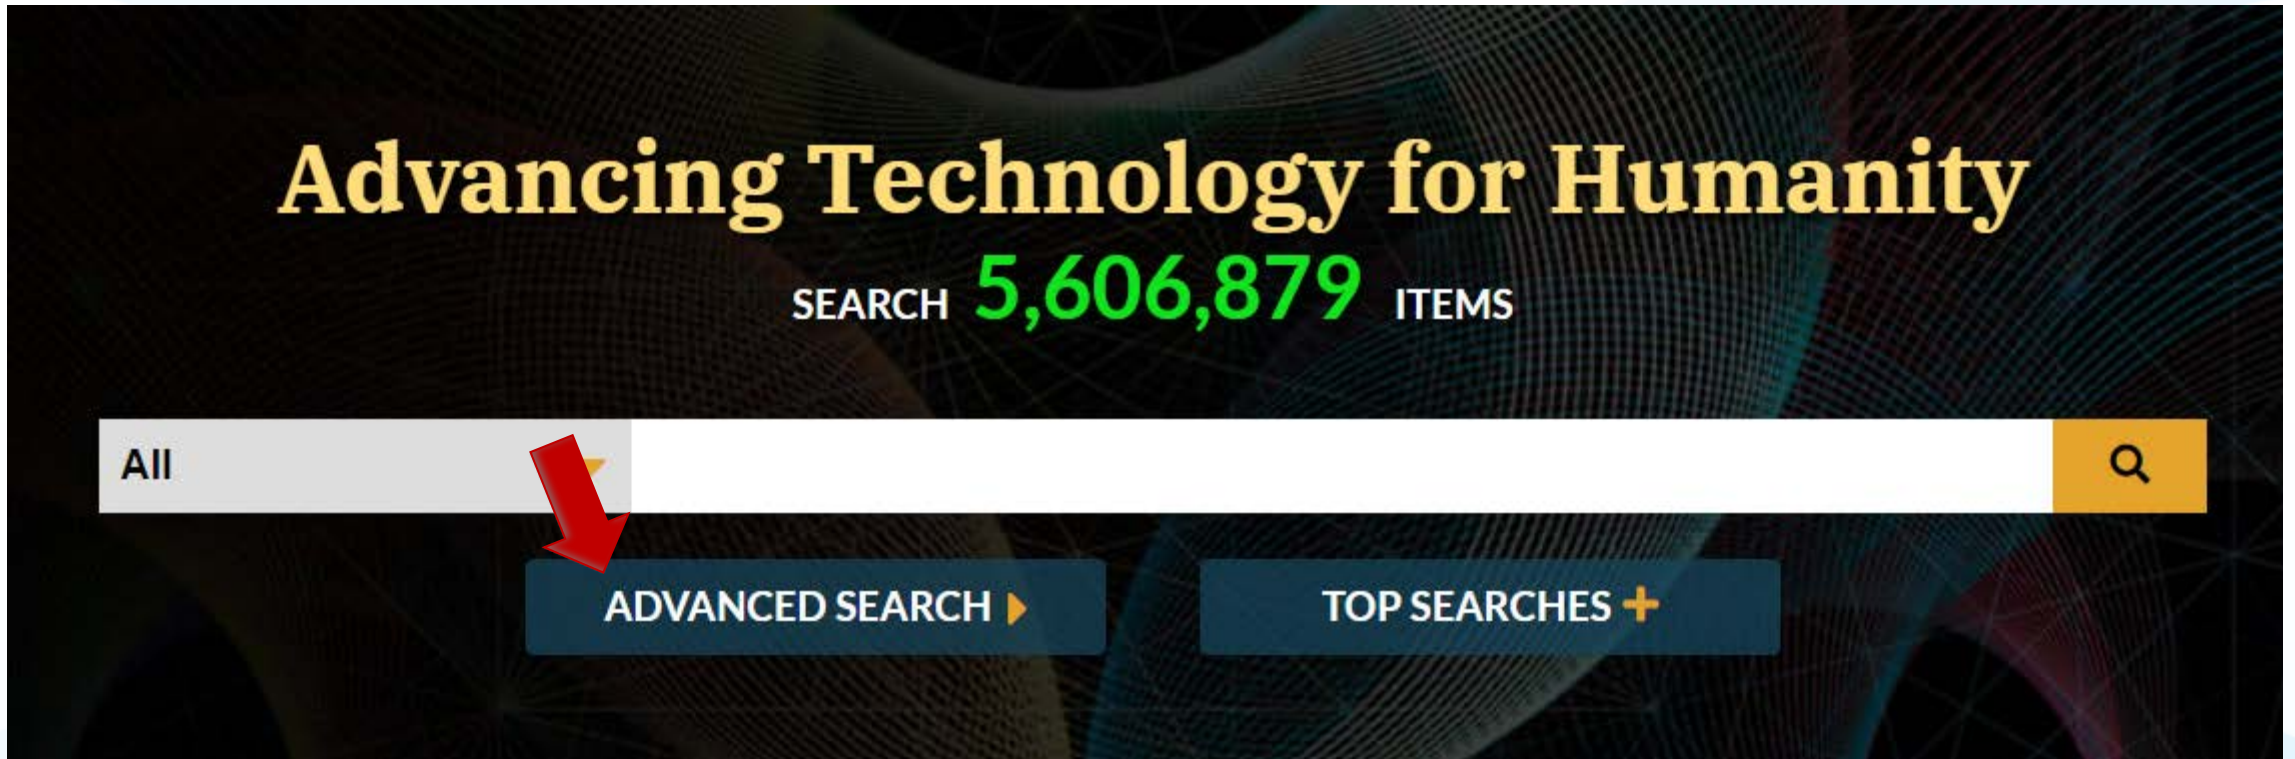 Advancing Technology for Humanity
SEARCH 5,606,879 ITEMS
All
ADVANCED SEARCH TOP SEARCHES